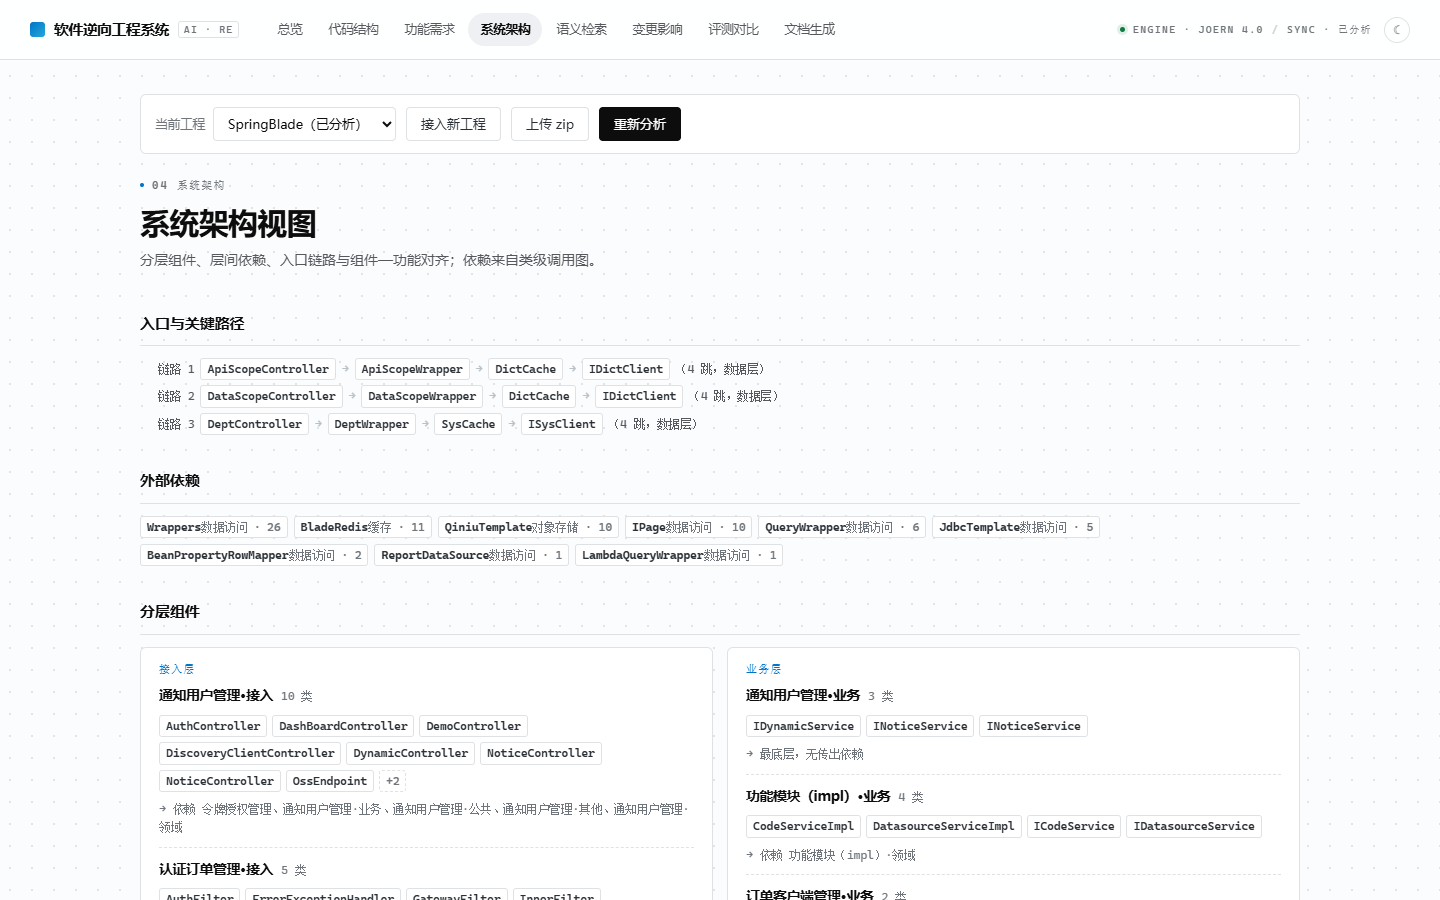 软件逆向工程系统 AI · RE 总览 代码结构 功能需求 系统架构 语义检索 变更影响 评测对比 文档生成 ENGINE · JOERN 4.0 / SYNC · 已分析 ☾
当前工程 SpringBlade（已分析） 接入新工程 上传 zip 重新分析
04 系统架构
系统架构视图
分层组件、层间依赖、入口链路与组件—功能对齐；依赖来自类级调用图。
入口与关键路径
链路 1 ApiScopeController → ApiScopeWrapper → DictCache → IDictClient （4 跳，数据层）
链路 2 DataScopeController → DataScopeWrapper → DictCache → IDictClient （4 跳，数据层）
链路 3 DeptController → DeptWrapper → SysCache → ISysClient （4 跳，数据层）
外部依赖
Wrappers数据访问 · 26 BladeRedis缓存 · 11 QiniuTemplate对象存储 · 10 IPage数据访问 · 10 QueryWrapper数据访问 · 6 JdbcTemplate数据访问 · 5
BeanPropertyRowMapper数据访问 · 2 ReportDataSource数据访问 · 1 LambdaQueryWrapper数据访问 · 1
分层组件
接入层
通知用户管理·接入 10 类
AuthController DashBoardController DemoController
DiscoveryClientController DynamicController NoticeController
NoticeController OssEndpoint +2
→ 依赖 令牌授权管理、通知用户管理·业务、通知用户管理·公共、通知用户管理·其他、通知用户管理·
领域
认证订单管理·接入 5 类
AuthFilter ErrorExceptionHandler GatewayFilter InnerFilter
业务层
通知用户管理·业务 3 类
IDynamicService INoticeService INoticeService
→ 最底层，无传出依赖
功能模块（impl）·业务 4 类
CodeServiceImpl DatasourceServiceImpl ICodeService IDatasourceService
→ 依赖 功能模块（impl）·领域
订单客户端管理·业务 2 类